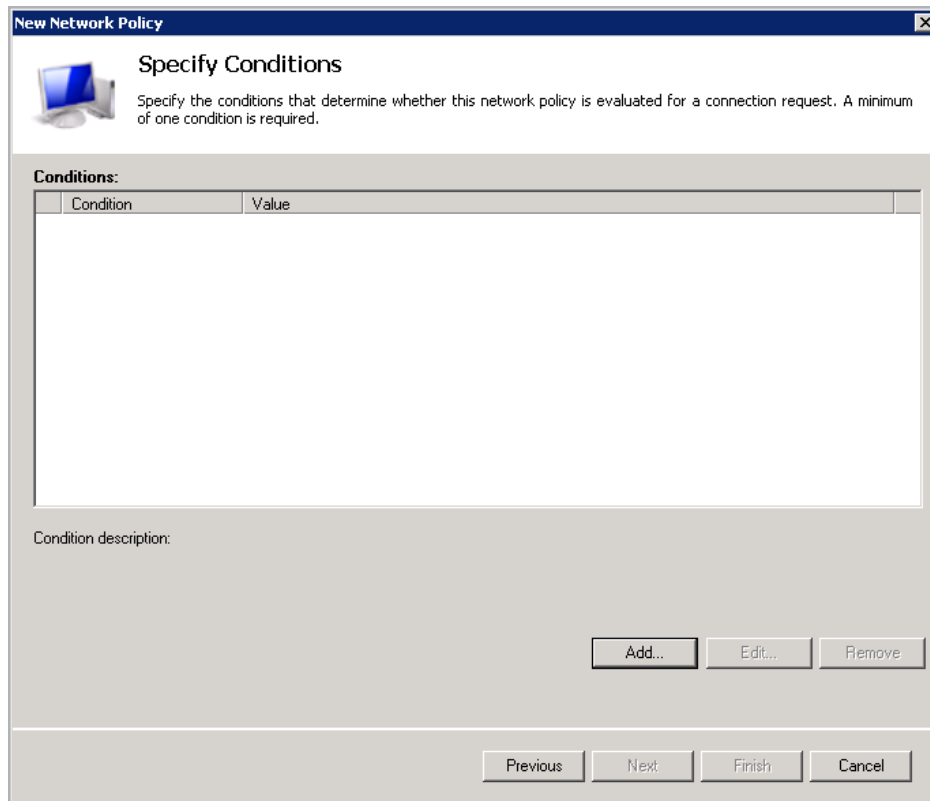 New Network Policy
Specify Conditions
Specify the conditions that determine whether this network policy is evaluated for a connection request. A minimum
of one condition is required.
Conditions:
Condition Value
Condition description:
Add... Edit... Remove
Previous Next Finish Cancel